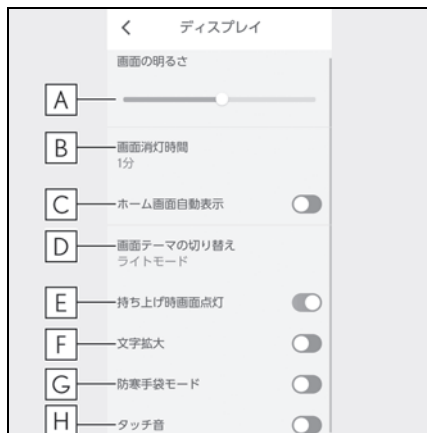 ディスプレイ
画面の明るさ
A
B
画面消灯時間
1分
C
ホーム画面自動表示
D
画面テーマの切り替え
ライトモード
E
持ち上げ時画面点灯
F
文字拡大
G
防寒手袋モード
H
タッチ音